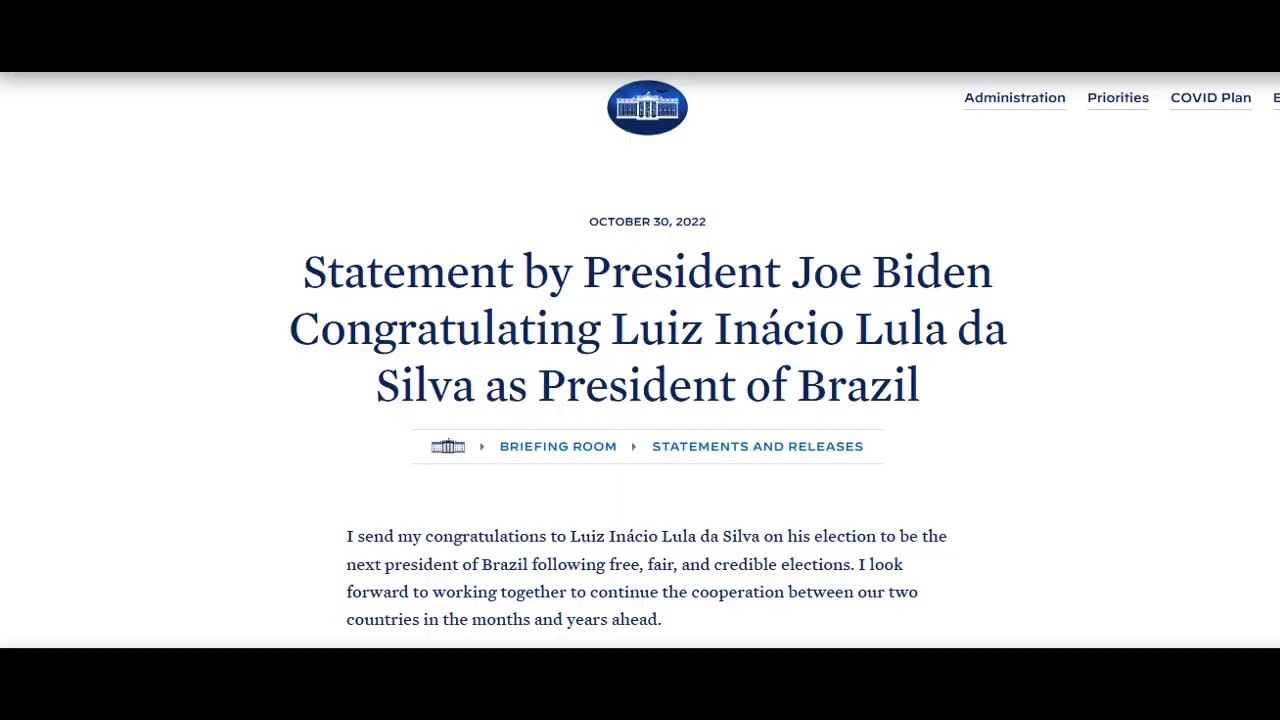 Administration Priorities COVID Plan E
OCTOBER 30, 2022
Statement by President Joe Biden
Congratulating Luiz Inácio Lula da
Silva as President of Brazil
BRIEFING ROOM STATEMENTS AND RELEASES
I send my congratulations to Luiz Inácio Lula da Silva on his election to be the
next president of Brazil following free, fair, and credible elections. I look
forward to working together to continue the cooperation between our two
countries in the months and years ahead.